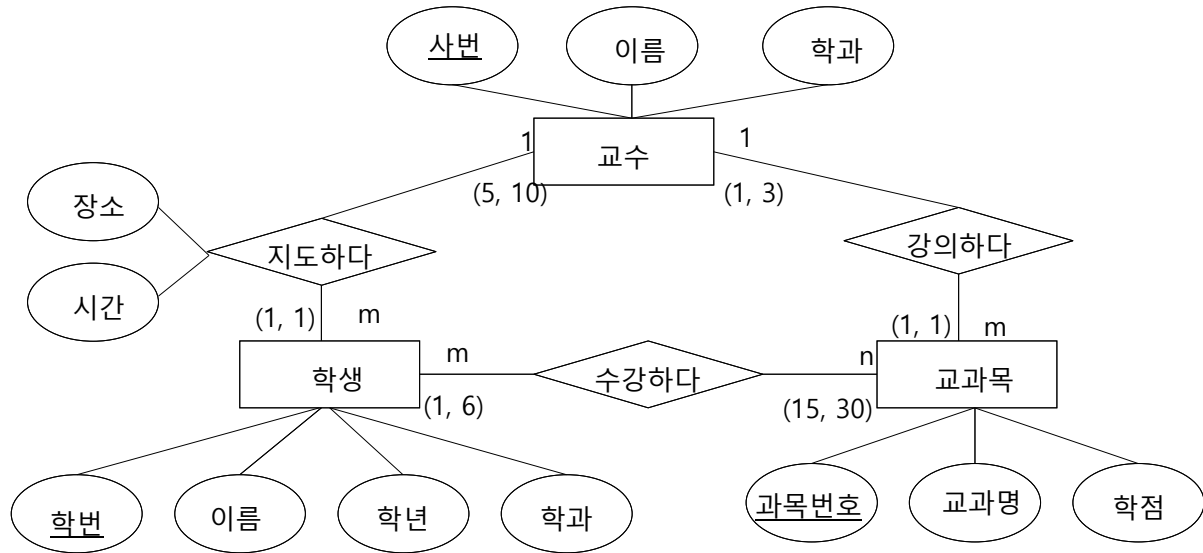 사번 이름 학과
1 교수 1
(5, 10) (1, 3)
장소
지도하다 강의하다
시간
(1, 1) m (1, 1) m
학생 m 수강하다 n 교과목
(1, 6) (15, 30)
학번 이름 학년 학과 과목번호 교과명 학점